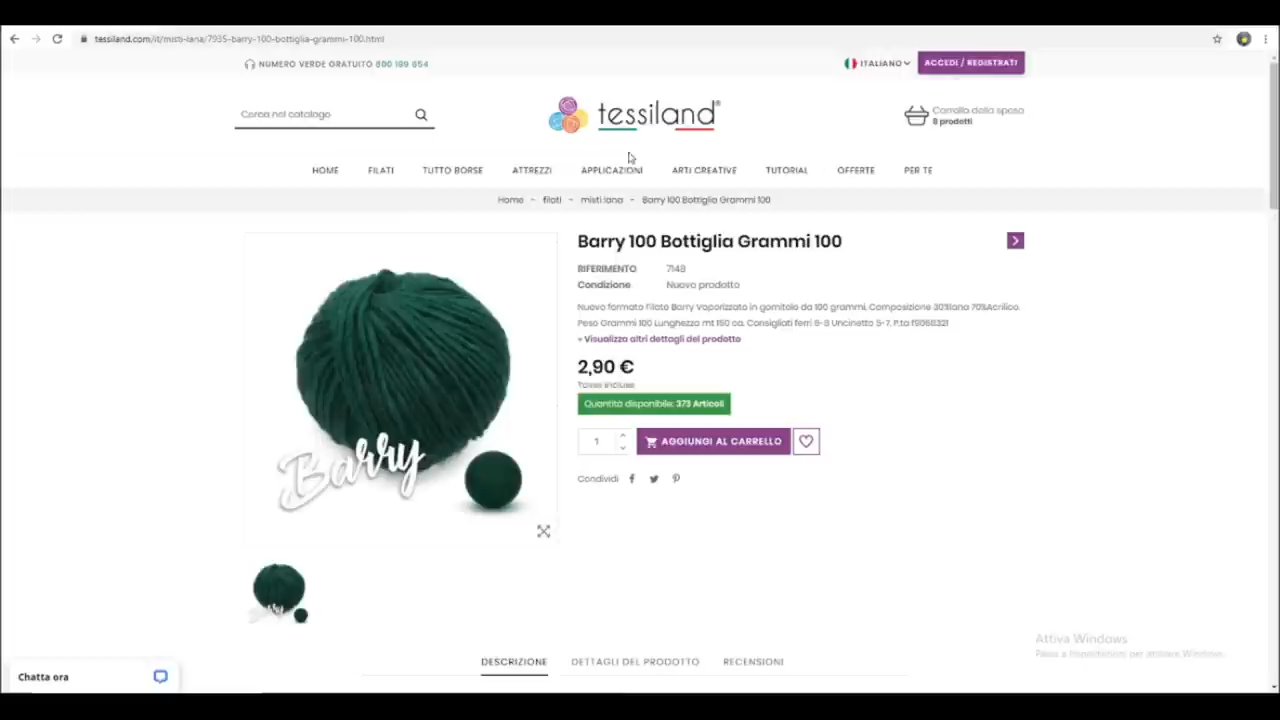 tessiland.com/it/misti-lana/7935-barry-100-bottiglia-grammi-100.html
NUMERO VERDE GRATUITO 800 199 654
ITALIANO
ACCEDI / REGISTRATI
Cerca nel catalogo
tessiland®
Carrello della spesa
8 prodotti
HOME FILATI TUTTO BORSE ATTREZZI APPLICAZIONI ARTI CREATIVE TUTORIAL OFFERTE PER TE
Home - filati - misti lana - Barry 100 Bottiglia Grammi 100
Barry 100 Bottiglia Grammi 100
RIFERIMENTO 7148
Condizione Nuovo prodotto
Nuovo formato Filato Barry Vaporizzato in gomitolo da 100 grammi. Composizione 30%lana 70%Acrilico.
Peso Grammi 100 Lunghezza mt 150 ca. Consigliati ferri 6-8 Uncinetto 5-7. P.ta
+ Visualizza altri dettagli del prodotto
2,90 €
Tasse incluse
Quantità disponibile: 373 Articoli
1
AGGIUNGI AL CARRELLO
Condividi
Barry
DESCRIZIONE DETTAGLI DEL PRODOTTO RECENSIONI
Chatta ora
Attiva Windows
Passa a Impostazioni per attivare Windows.